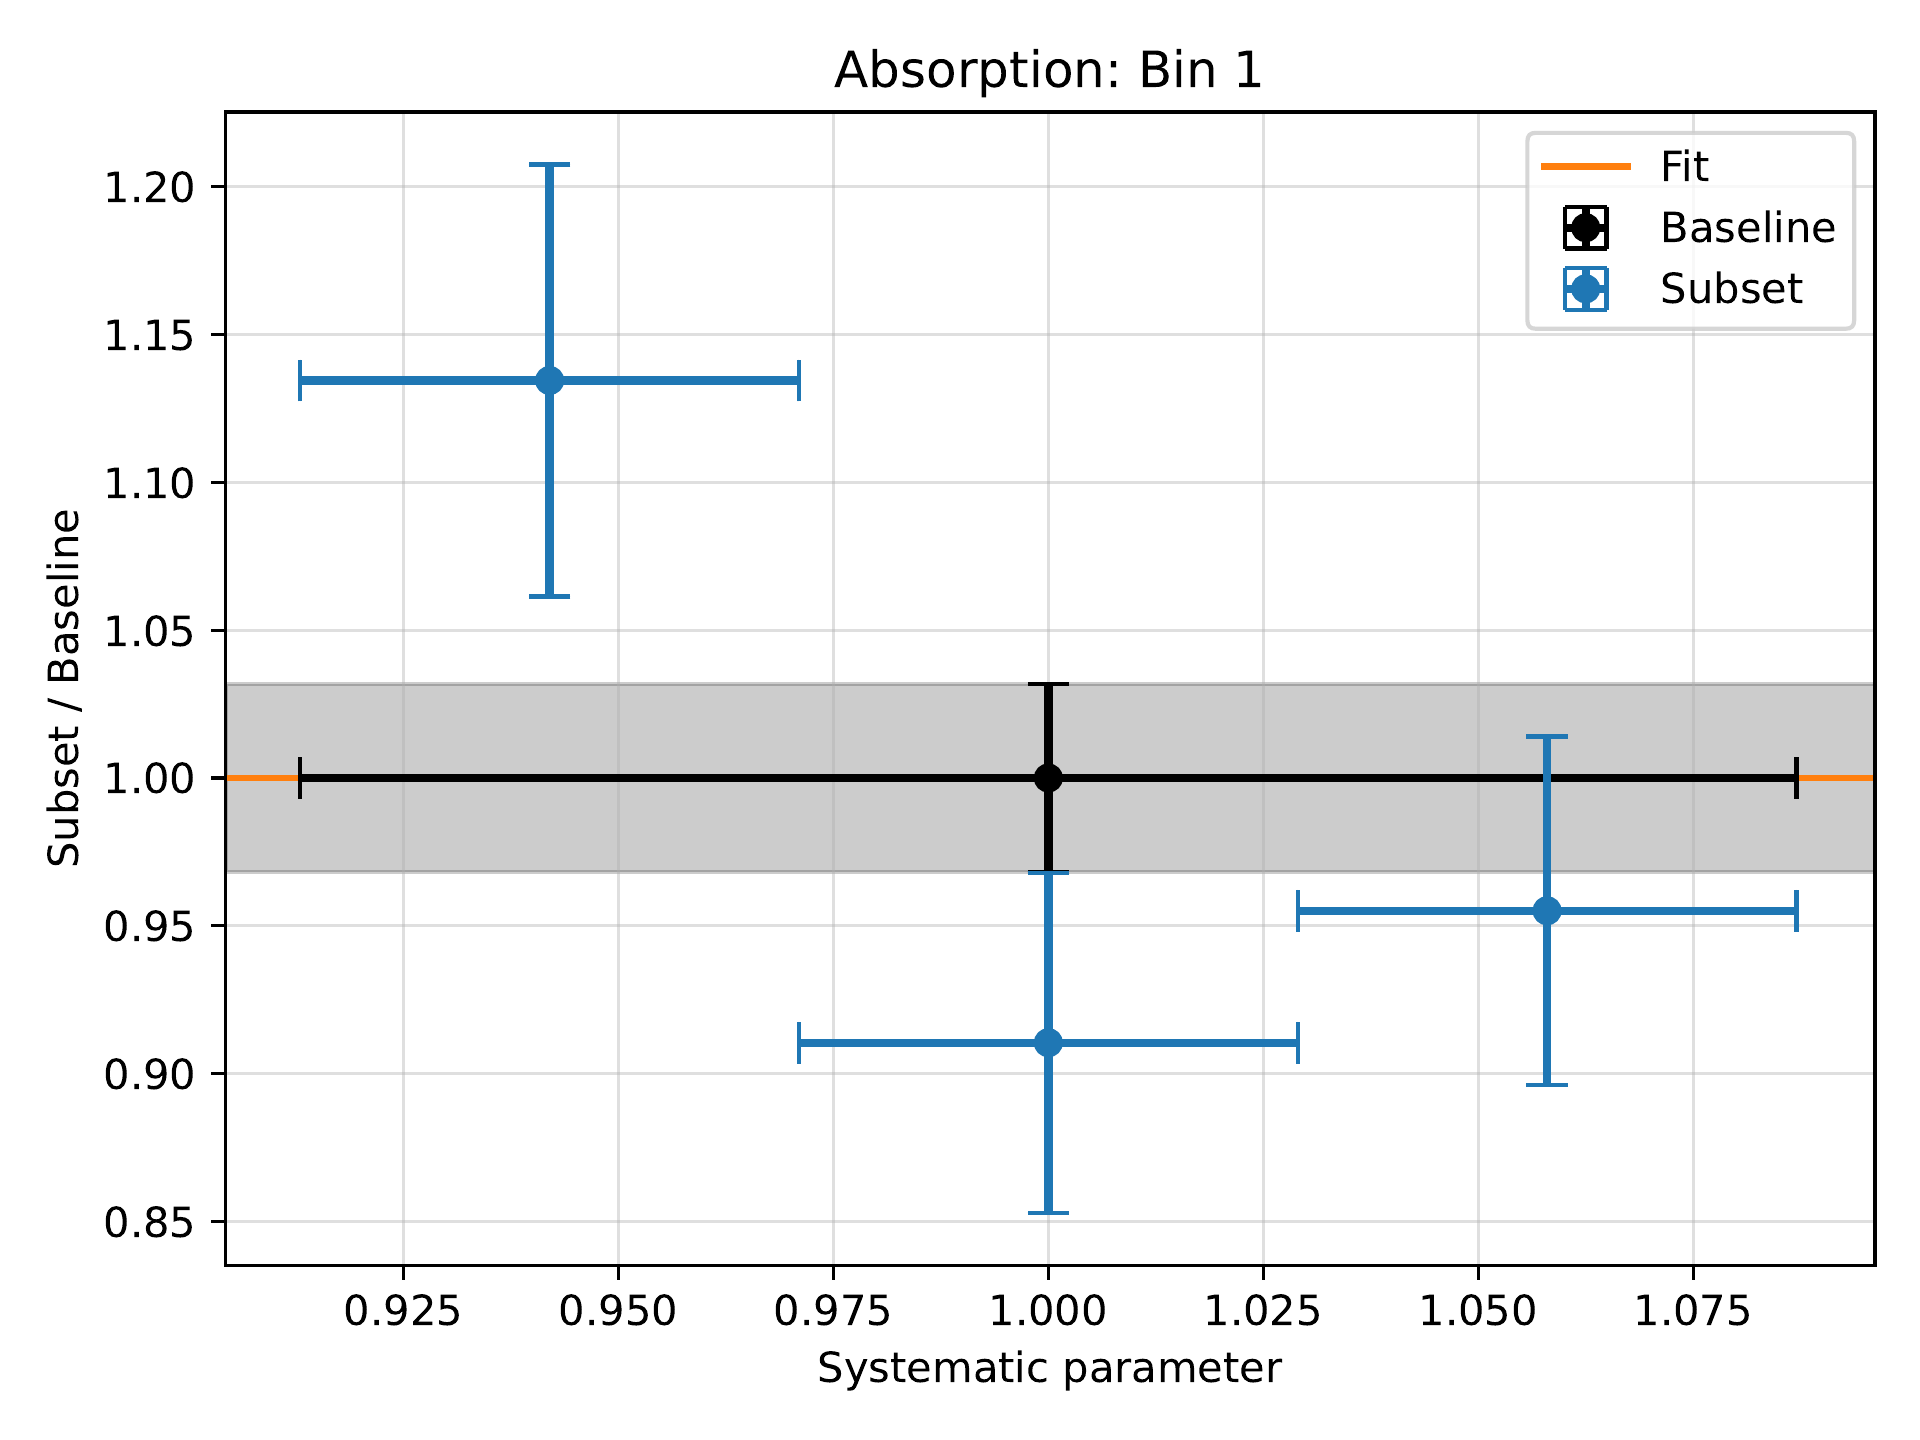 Absorption: Bin 1
Fit
Baseline
Subset
Subset / Baseline
1.20
1.15
1.10
1.05
1.00
0.95
0.90
0.85
0.925 0.950 0.975 1.000 1.025 1.050 1.075
Systematic parameter